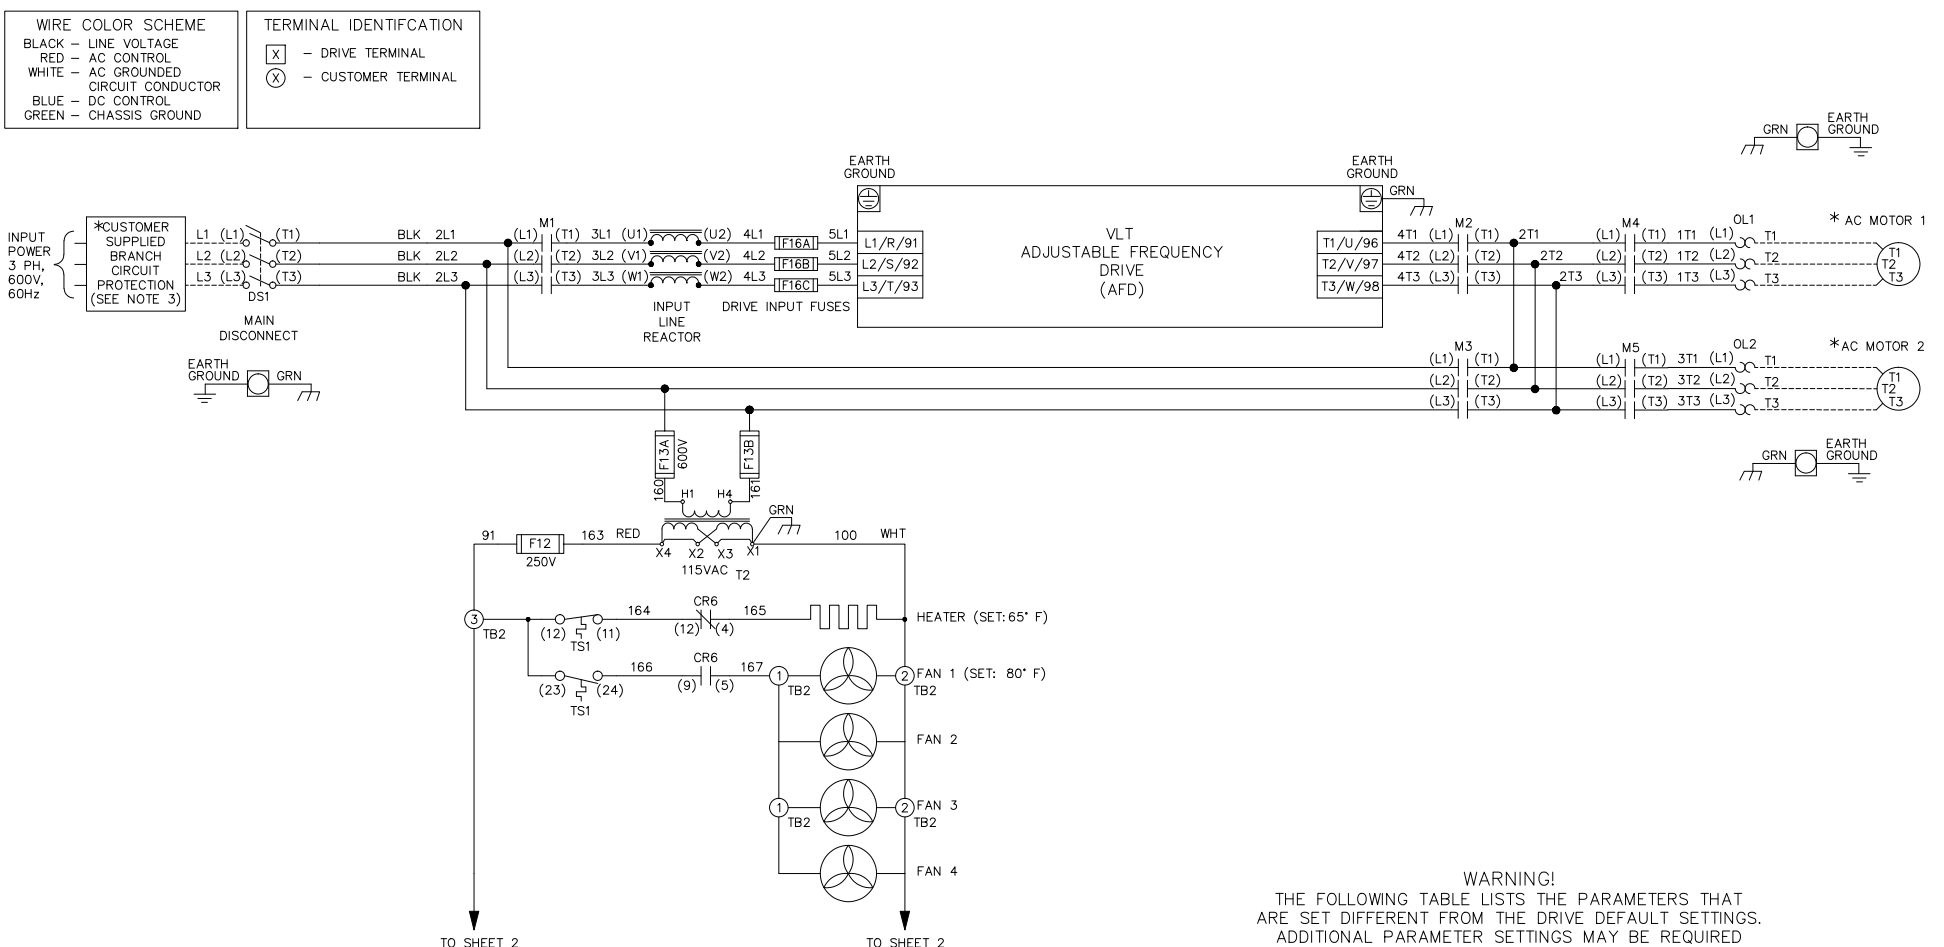 WIRE COLOR SCHEME
BLACK – LINE VOLTAGE
RED – AC CONTROL
WHITE – AC GROUNDED
CIRCUIT CONDUCTOR
BLUE – DC CONTROL
GREEN – CHASSIS GROUND
TERMINAL IDENTIFCATION
X – DRIVE TERMINAL
X – CUSTOMER TERMINAL
GRN
EARTH
GROUND
EARTH
GROUND
EARTH
GROUND
GRN
INPUT
POWER
3 PH,
600V,
60Hz
*CUSTOMER
SUPPLIED
BRANCH
CIRCUIT
PROTECTION
(SEE NOTE 3)
M1
M2
M4
OL1
* AC MOTOR 1
L1 (L1) (T1) BLK 2L1 (L1) (T1) 3L1 (U1) (U2) 4L1 F16A 5L1 L1/R/91
L2 (L2) (T2) BLK 2L2 (L2) (T2) 3L2 (V1) (V2) 4L2 F16B 5L2 L2/S/92
L3 (L3) (T3) BLK 2L3 (L3) (T3) 3L3 (W1) (W2) 4L3 F16C 5L3 L3/T/93
DS1
MAIN
DISCONNECT
INPUT
LINE
REACTOR
DRIVE INPUT FUSES
VLT
ADJUSTABLE FREQUENCY
DRIVE
(AFD)
T1/U/96 4T1 (L1) (T1) 2T1 (L1) (T1) 1T1 (L1) T1 T1
T2/V/97 4T2 (L2) (T2) 2T2 (L2) (T2) 1T2 (L2) T2 T2
T3/W/98 4T3 (L3) (T3) 2T3 (L3) (T3) 1T3 (L3) T3 T3
EARTH
GROUND
GRN
M3
M5
OL2
*AC MOTOR 2
(L1) (T1) (L1) (T1) 3T1 (L1) T1 T1
(L2) (T2) (L2) (T2) 3T2 (L2) T2 T2
(L3) (T3) (L3) (T3) 3T3 (L3) T3 T3
GRN
EARTH
GROUND
F13A
600V
F13B
160
H1
H4
161
GRN
91 F12 163 RED
250V
X4 X2 X3 X1
100 WHT
115VAC T2
3
TB2
(12) (11)
TS1
164
CR6
(12) (4)
165
HEATER (SET:65° F)
(23) (24)
TS1
166
CR6
(9) (5)
167
1
TB2
2
TB2
FAN 1 (SET: 80° F)
FAN 2
1
TB2
2
TB2
FAN 3
FAN 4
TO SHEET 2
TO SHEET 2
WARNING!
THE FOLLOWING TABLE LISTS THE PARAMETERS THAT
ARE SET DIFFERENT FROM THE DRIVE DEFAULT SETTINGS.
ADDITIONAL PARAMETER SETTINGS MAY BE REQUIRED